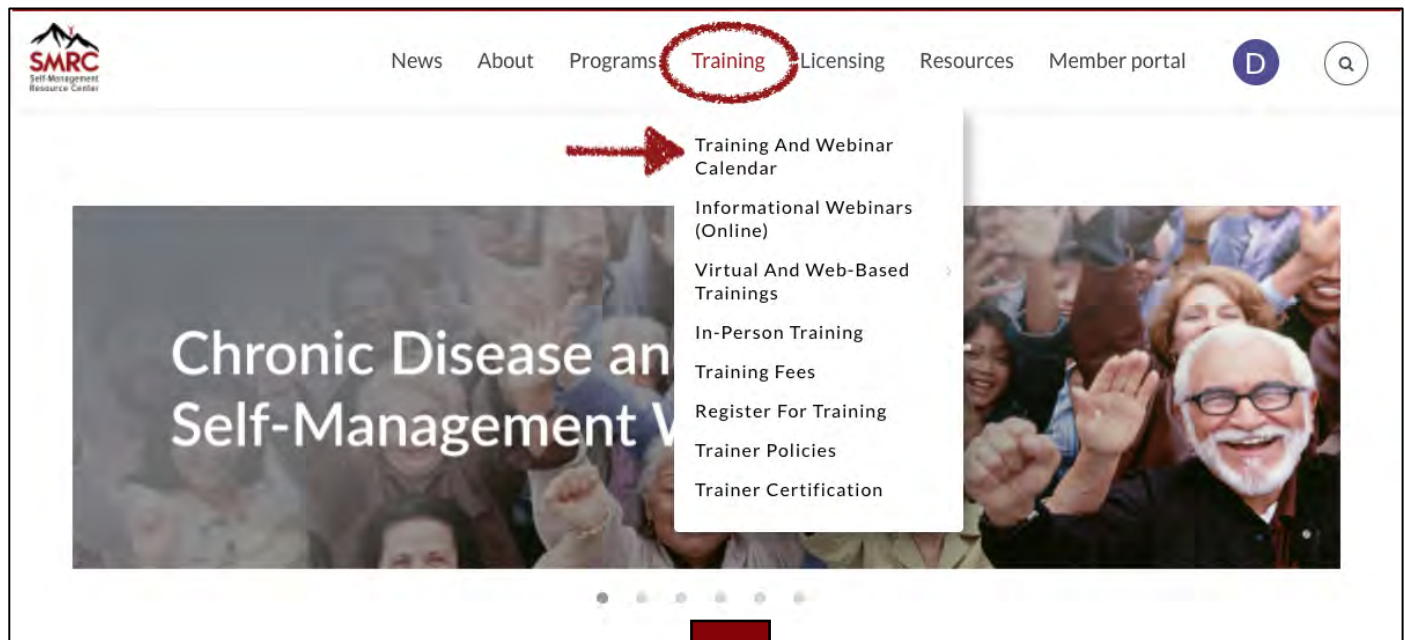 SMRC
Self-Management
Resource Center
News About Programs Training Licensing Resources Member portal D
Training And Webinar
Calendar
Informational Webinars
(Online)
Virtual And Web-Based
Trainings
In-Person Training
Training Fees
Register For Training
Trainer Policies
Trainer Certification
Chronic Disease an
Self-Management